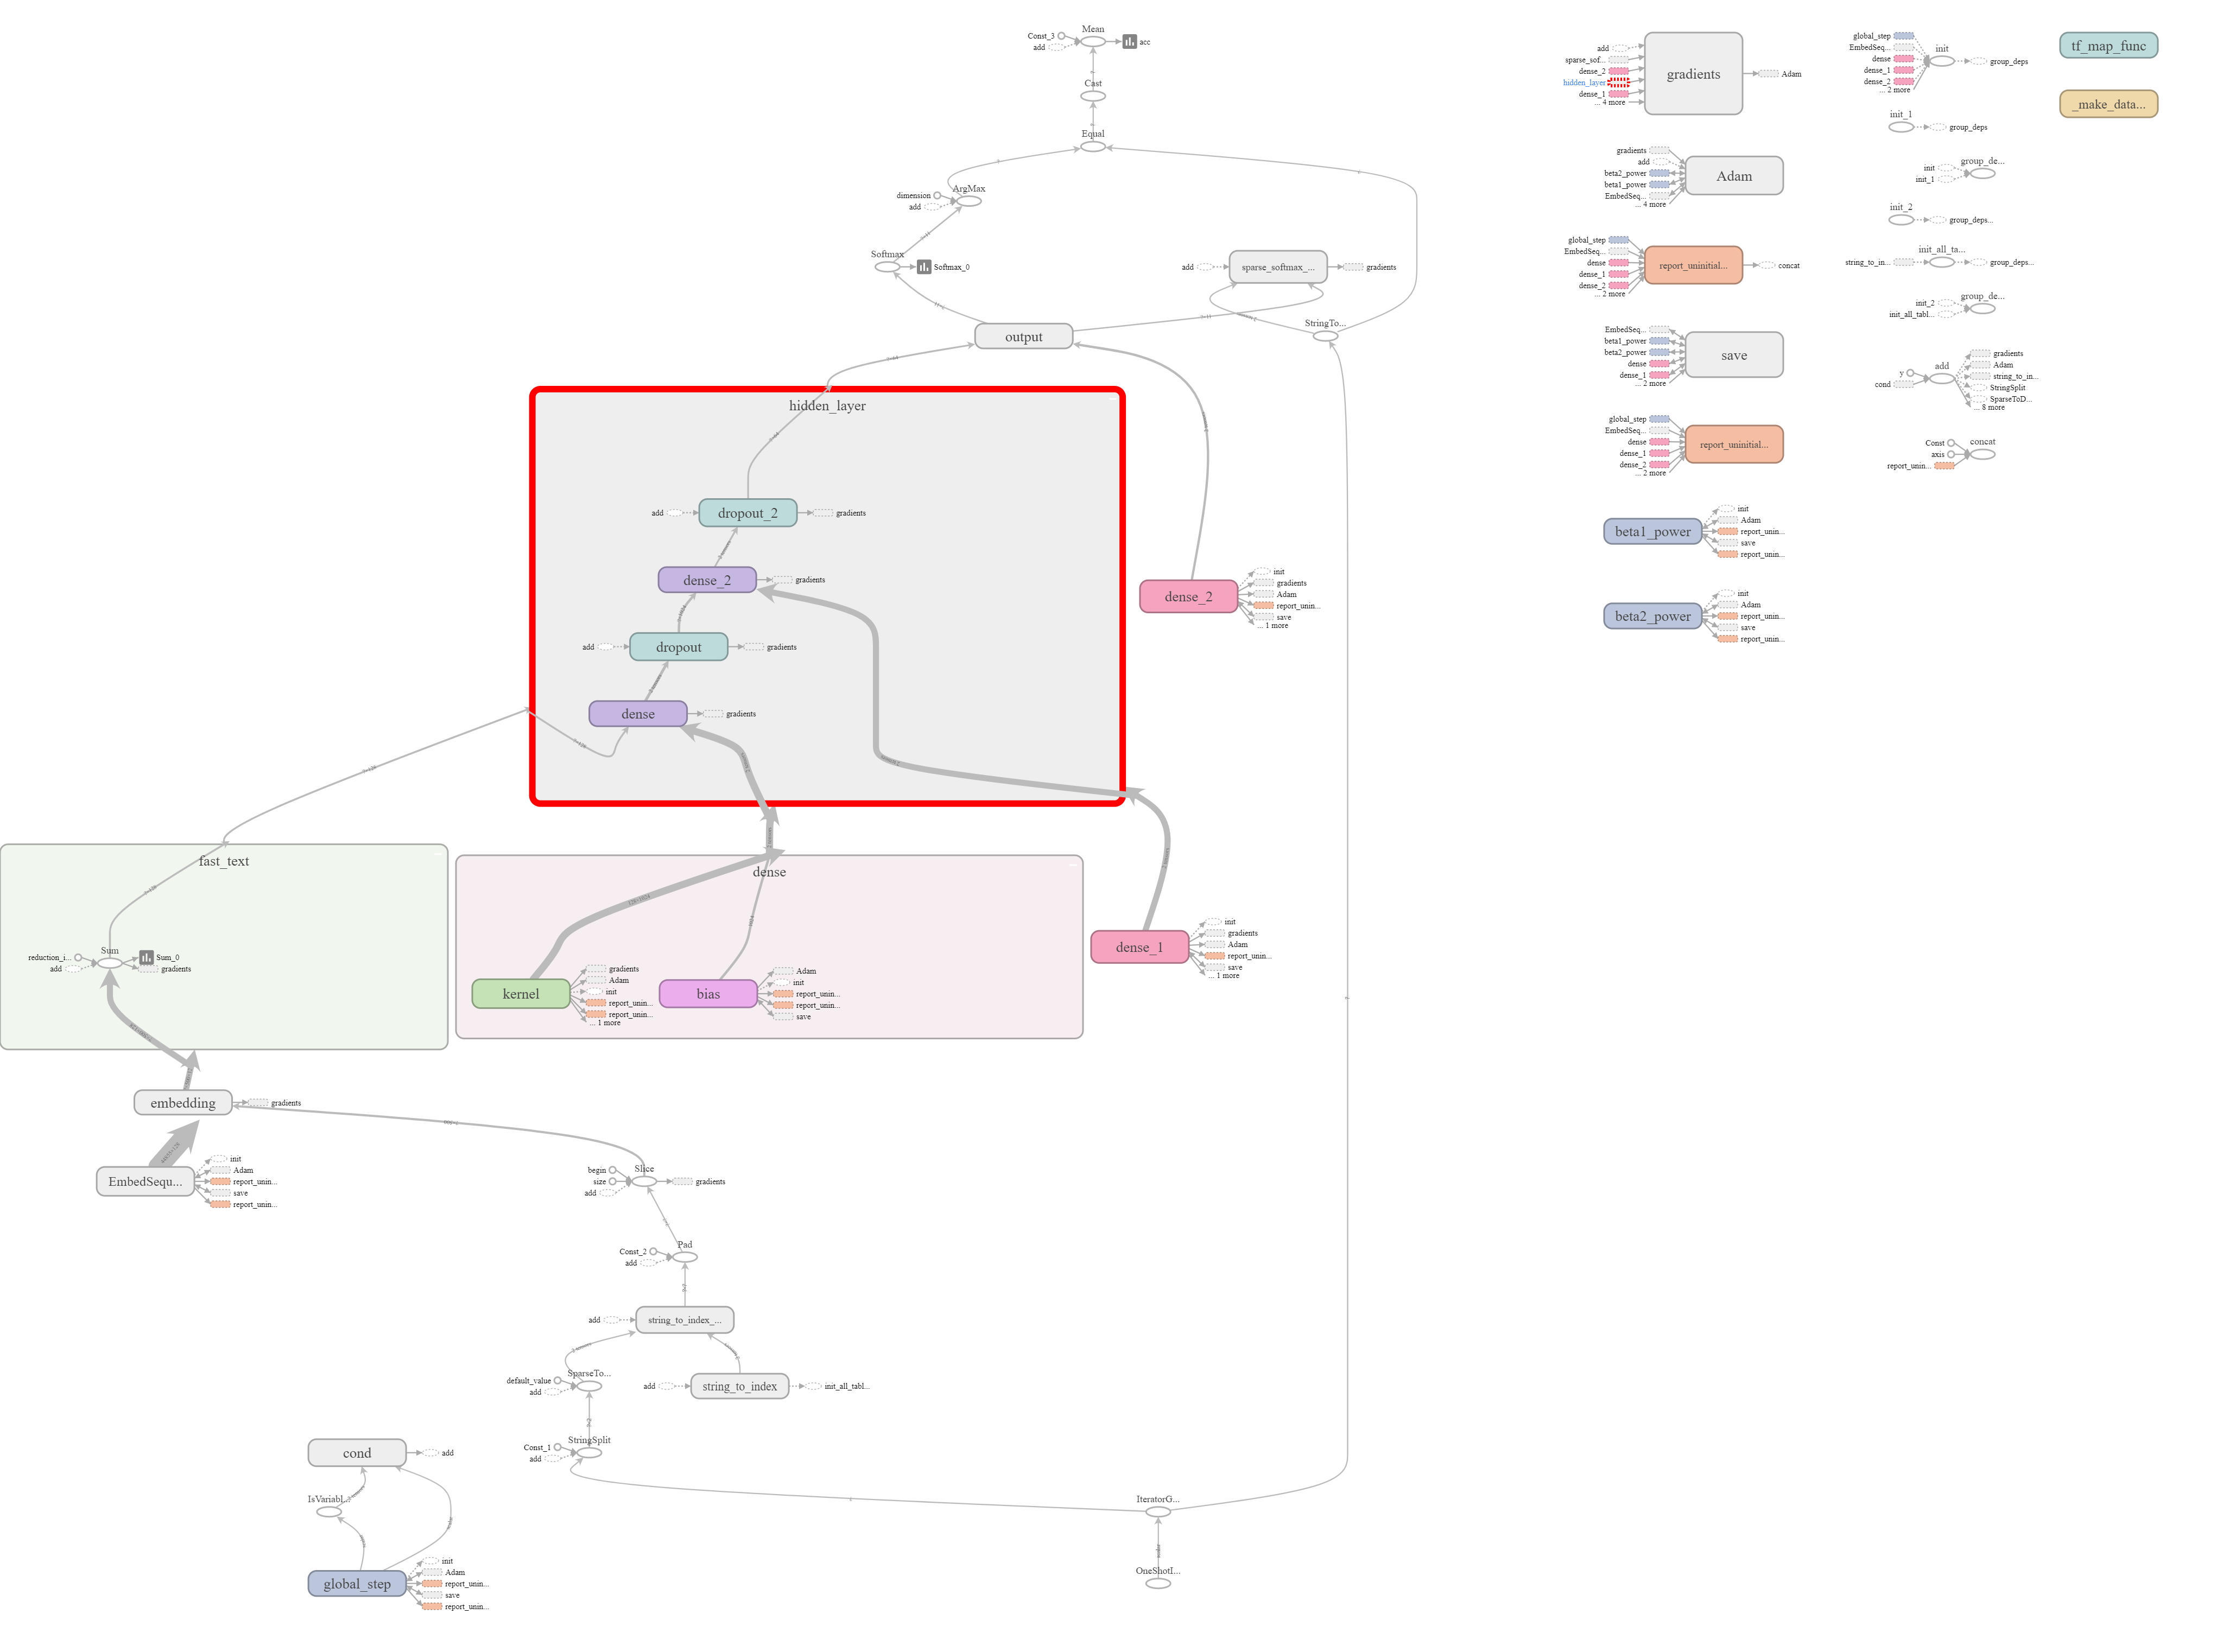 Mean
Const_3
add
acc
Cast
Equal
ArgMax
dimension
add
Softmax
Softmax_0
add
sparse_softmax_...
gradients
StringTo...
output
hidden_layer
add
dropout_2
gradients
dense_2
gradients
add
dropout
gradients
dense
gradients
dense_2
init
gradients
Adam
report_unin...
save
... 1 more
fast_text
Sum
reduction_i...
add
Sum_0
gradients
dense
kernel
gradients
Adam
init
report_unin...
report_unin...
... 1 more
bias
Adam
init
report_unin...
report_unin...
save
dense_1
init
gradients
Adam
report_unin...
save
... 1 more
embedding
gradients
EmbedSequ...
init
Adam
report_unin...
save
report_unin...
Slice
begin
size
add
gradients
Pad
Const_2
add
add
string_to_index_...
SparseTo...
default_value
add
add
string_to_index
init_all_tabl...
StringSplit
Const_1
add
cond
add
IsVariabl...
global_step
init
Adam
report_unin...
save
report_unin...
IteratorG...
OneShotI...
gradients
add
sparse_sof...
dense_2
hidden_layer
dense_1
... 4 more
Adam
Adam
gradients
add
beta2_power
beta1_power
EmbedSeq...
... 4 more
report_uninitial...
global_step
EmbedSeq...
dense
dense_1
dense_2
... 2 more
concat
save
EmbedSeq...
beta1_power
beta2_power
dense
dense_1
... 2 more
report_uninitial...
global_step
EmbedSeq...
dense
dense_1
dense_2
... 2 more
beta1_power
init
Adam
report_unin...
save
report_unin...
beta2_power
init
Adam
report_unin...
save
report_unin...
init
global_step
EmbedSeq...
dense
dense_1
dense_2
... 2 more
group_deps
init_1
group_deps
group_de...
init
init_1
init_2
group_deps...
init_all_ta...
string_to_in...
group_deps...
group_de...
init_2
init_all_tabl...
add
y
cond
gradients
Adam
string_to_in...
StringSplit
SparseToD...
... 8 more
concat
Const
axis
report_unin...
tf_map_func
_make_data...